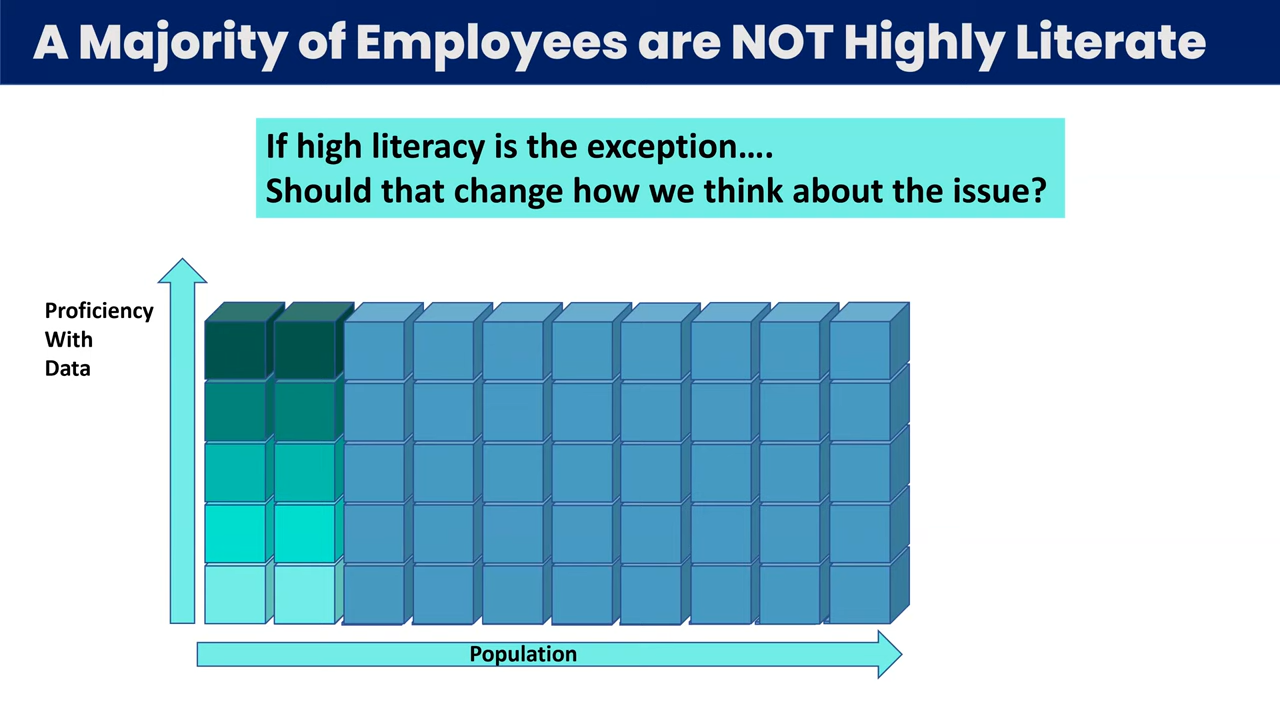 A Majority of Employees are NOT Highly Literate
If high literacy is the exception....
Should that change how we think about the issue?
Proficiency
With
Data
Population